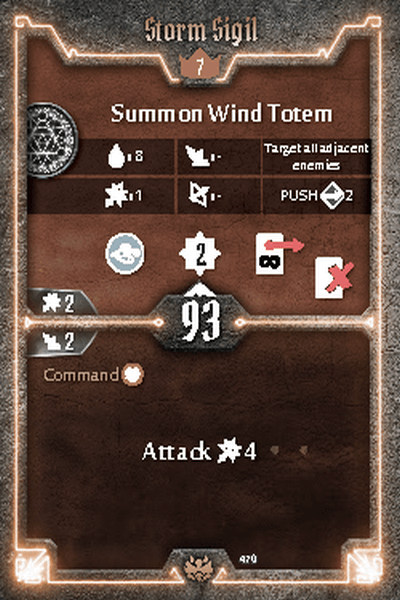 Storm Sigil
7
Summon Wind Totem
:8 :- Target all adjacent
enemies
:1 :- PUSH 2
2
2
93
2
Command
Attack 4